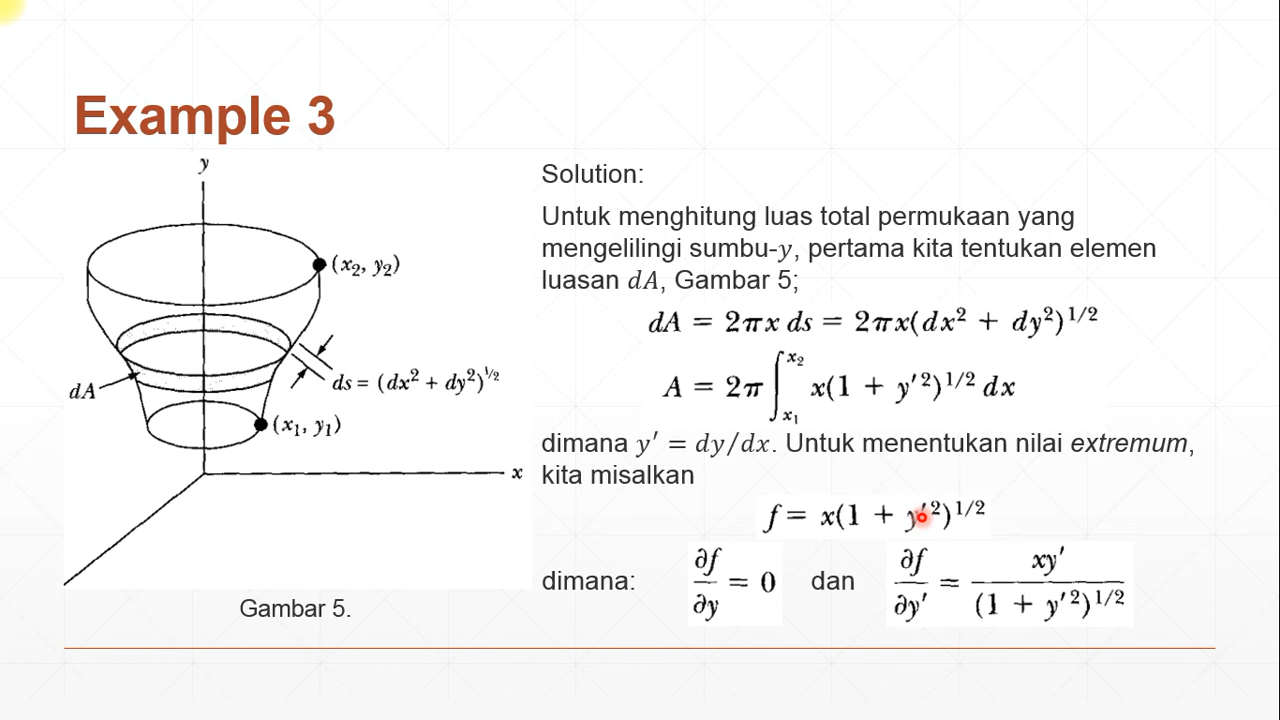 Example 3
y
(x₂, y₂)
dA
ds = (dx² + dy²)^½
(x₁, y₁)
x
Gambar 5.
Solution:
Untuk menghitung luas total permukaan yang
mengelilingi sumbu-y, pertama kita tentukan elemen
luasan dA, Gambar 5;
dA = 2πx ds = 2πx(dx² + dy²)^1/2
A = 2π ∫_{x₁}^{x₂} x(1 + y′²)^1/2 dx
dimana y′ = dy/dx. Untuk menentukan nilai extremum,
kita misalkan
f = x(1 + y′²)^1/2
dimana: ∂f/∂y = 0 dan ∂f/∂y′ = xy′/(1 + y′²)^1/2